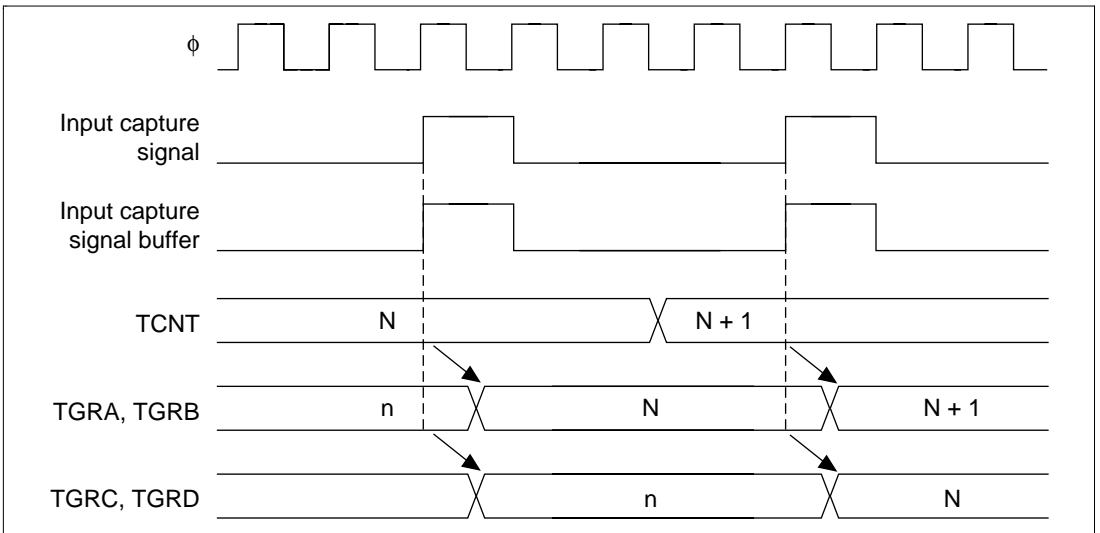 ϕ
Input capture
signal
Input capture
signal buffer
TCNT
N
N + 1
TGRA, TGRB
n
N
N + 1
TGRC, TGRD
n
N